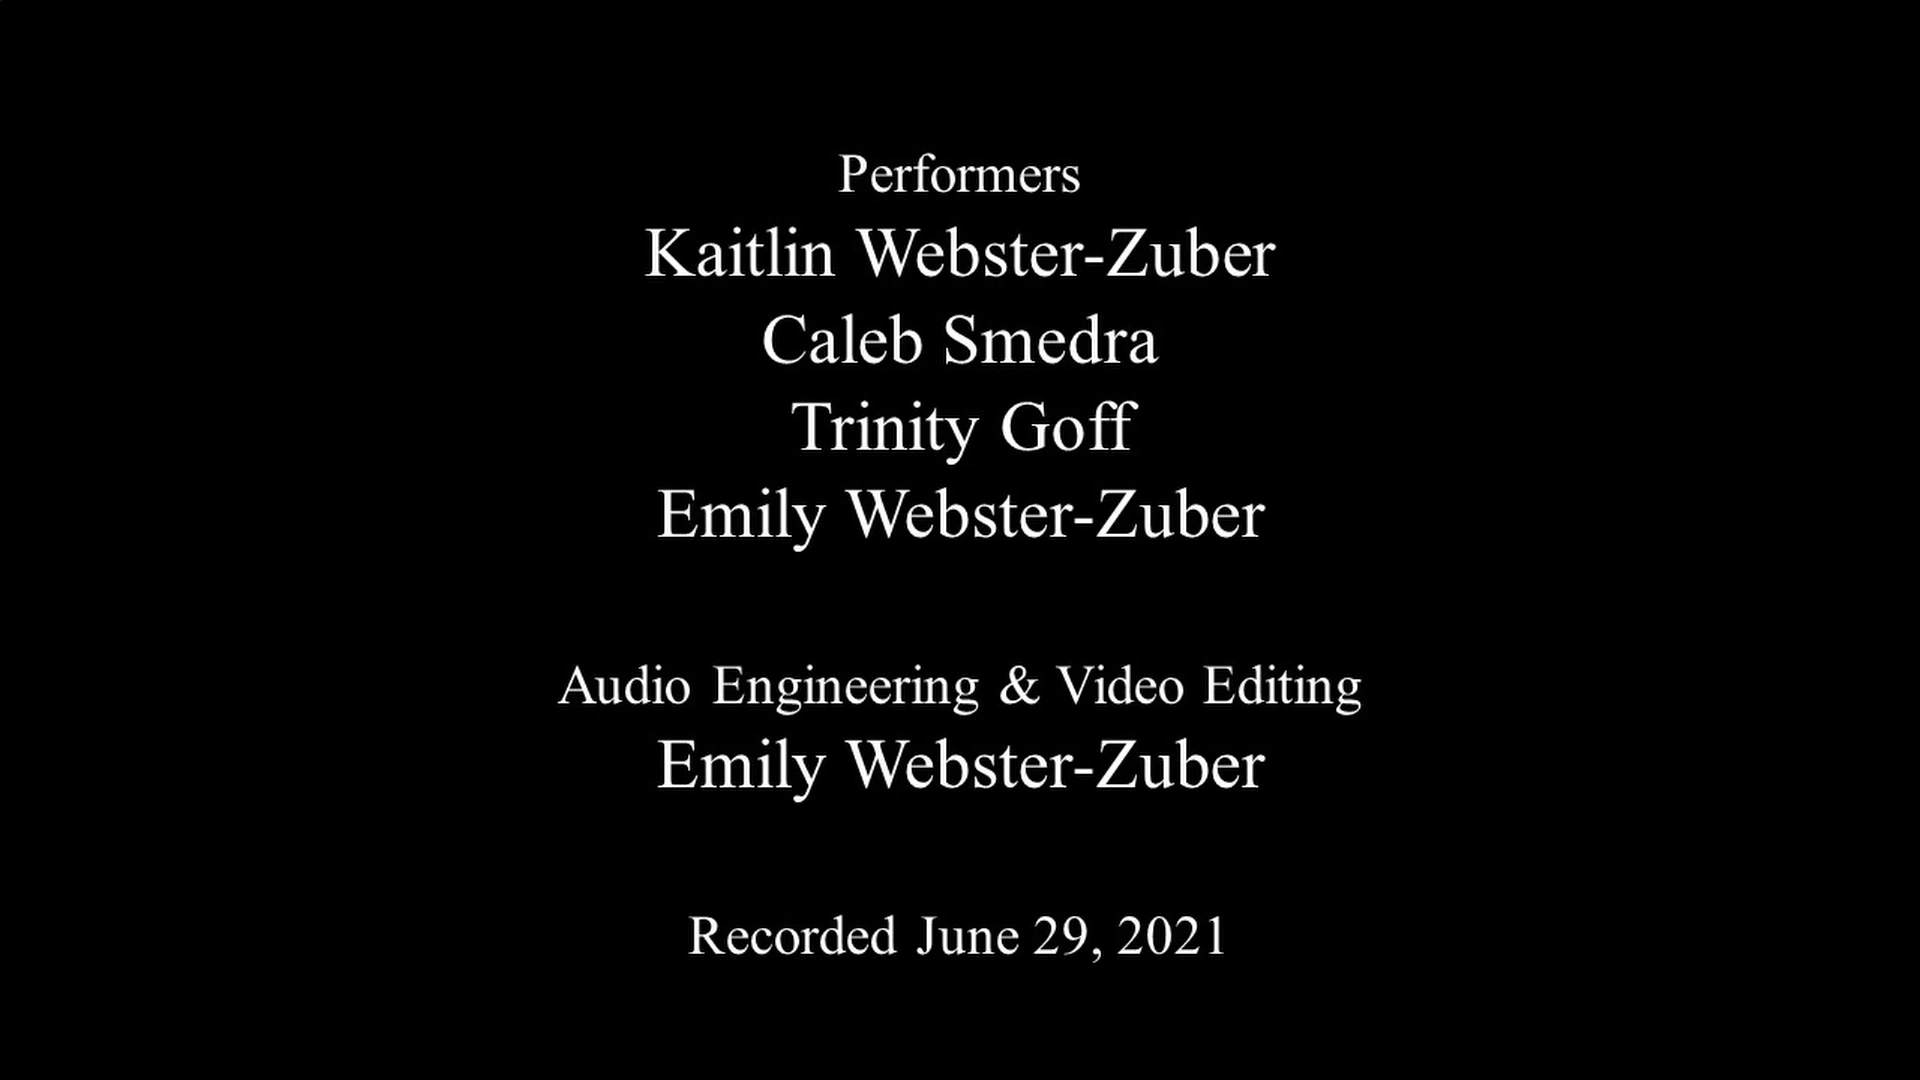 Performers
Kaitlin Webster-Zuber
Caleb Smedra
Trinity Goff
Emily Webster-Zuber
Audio Engineering & Video Editing
Emily Webster-Zuber
Recorded June 29, 2021